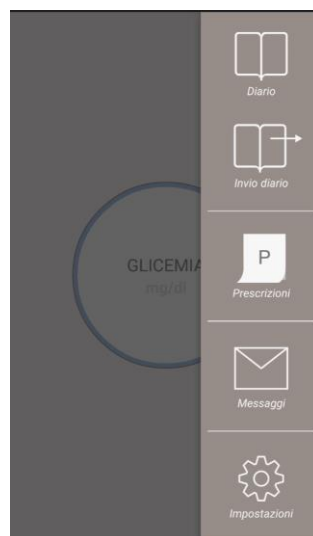 Diario
Invio diario
GLICEMIA
mg/dl
P
Prescrizioni
Messaggi
Impostazioni